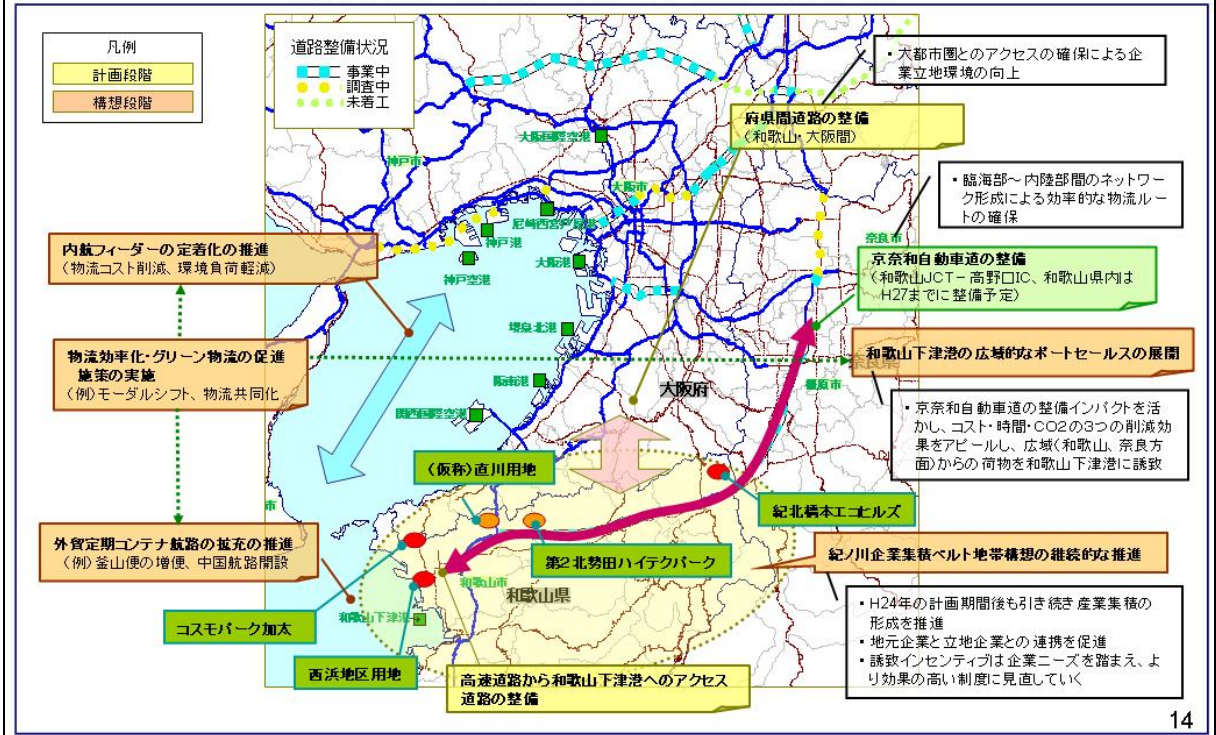 凡例
計画段階
構想段階
道路整備状況
事業中
調査中
未着工
・大都市圏とのアクセスの確保による企
業立地環境の向上
府県間道路の整備
(和歌山・大阪間)
・臨海部～内陸部間のネットワー
ク形成による効率的な物流ルー
トの確保
京奈和自動車道の整備
(和歌山JCT－高野口IC、和歌山県内は
H27までに整備予定)
内航フィーダーの定着化の推進
(物流コスト削減、環境負荷軽減)
物流効率化・グリーン物流の促進
施策の実施
(例)モーダルシフト、物流共同化
外貿定期コンテナ航路の拡充の推進
(例)釜山便の増便、中国航路開設
和歌山下津港の広域的なポートセールスの展開
・京奈和自動車道の整備インパクトを活
かし、コスト・時間・CO2の3つの削減効
果をアピールし、広域(和歌山、奈良方
面)からの荷物を和歌山下津港に誘致
紀ノ川企業集積ベルト地帯構想の継続的な推進
・H24年の計画期間後も引き続き産業集積の
形成を推進
・地元企業と立地企業との連携を促進
・誘致インセンティブは企業ニーズを踏まえ、よ
り効果の高い制度に見直していく
大阪国際空港
神戸市
大阪市
尼崎西宮芦屋港
神戸港
神戸空港
大阪港
堺泉北港
阪南港
関西国際空港
大阪府
奈良市
奈良県
橿原市
(仮称)直川用地
第2北勢田ハイテクパーク
紀北橋本エコヒルズ
コスモパーク加太
西浜地区用地
和歌山市
和歌山県
和歌山下津港
市
高速道路から和歌山下津港へのアクセス
道路の整備
14